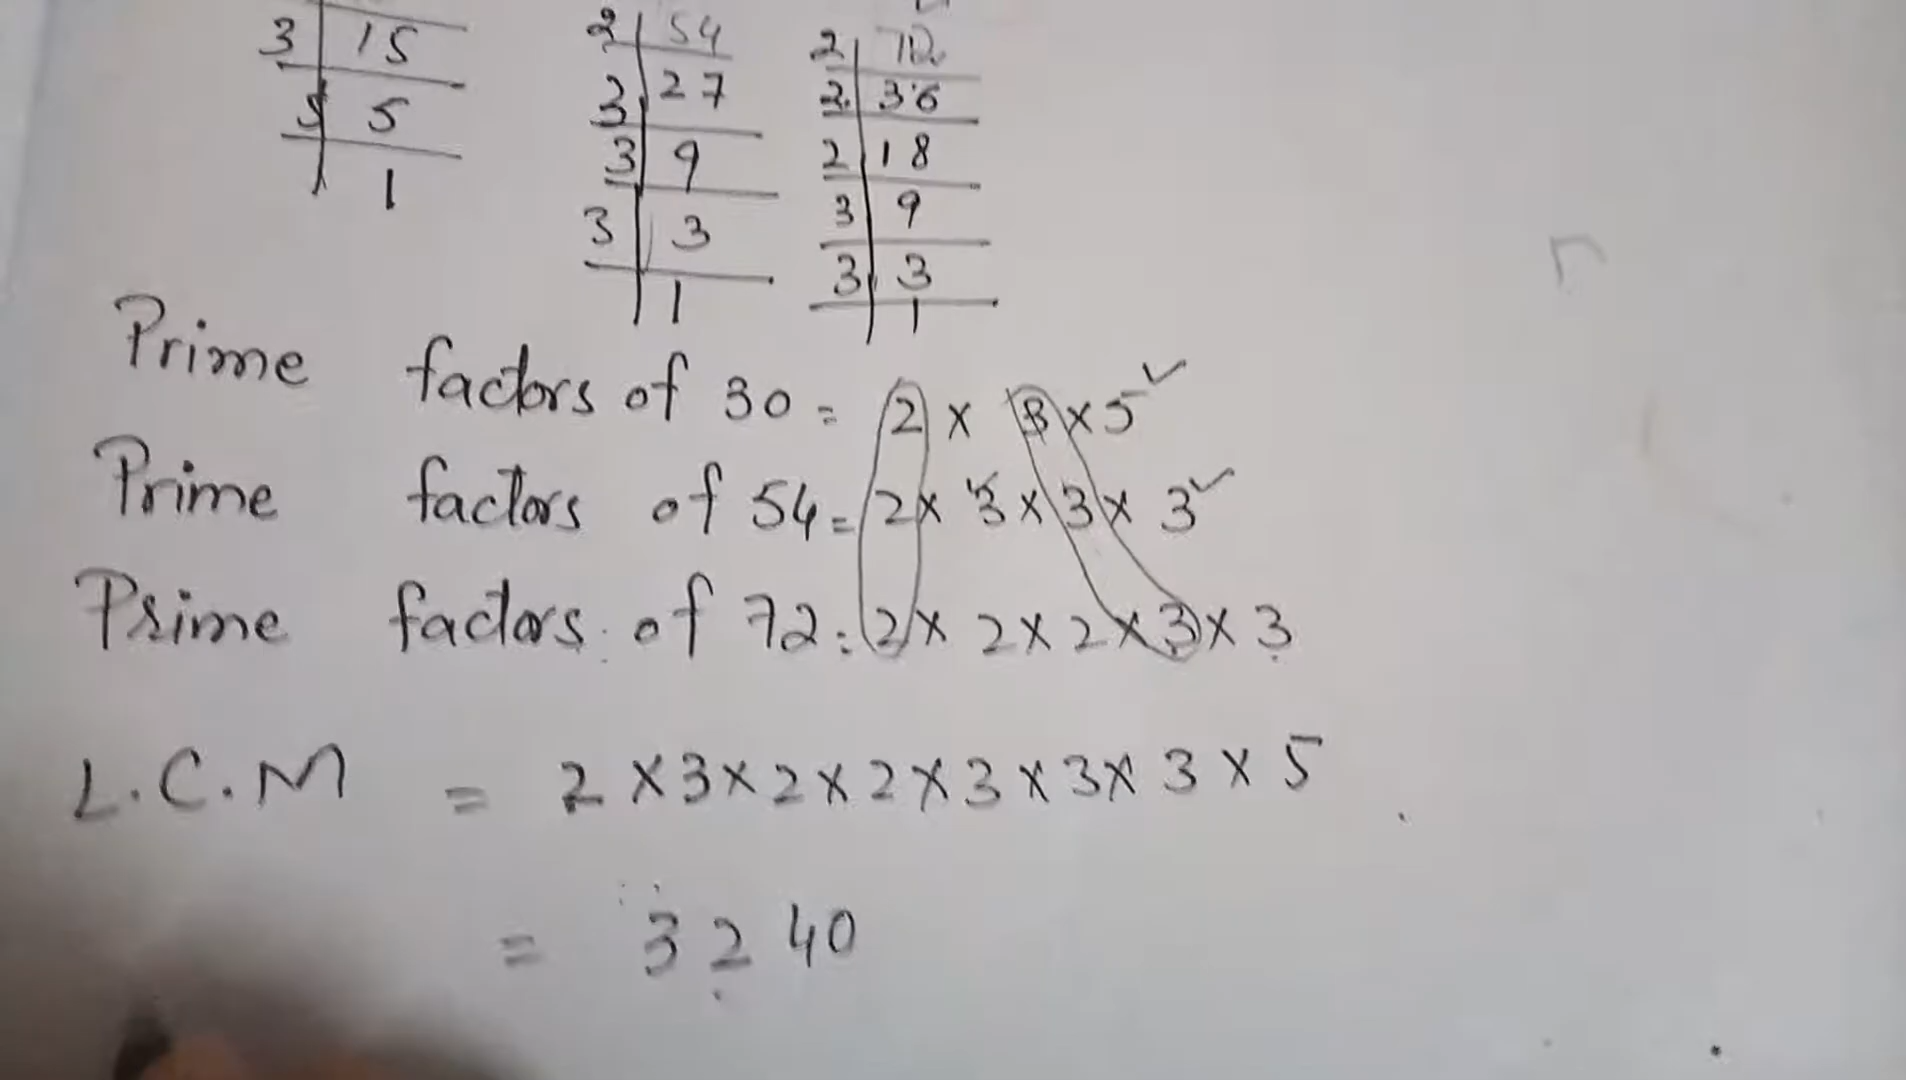 3 | 15
5 | 5
1
2 | 54
3 | 27
3 | 9
3 | 3
1
2 | 72
2 | 36
2 | 18
3 | 9
3 | 3
1
Prime factors of 30 = 2 × 3 × 5 ✓
Prime factors of 54 = 2 × 3 × 3 × 3 ✓
Prime factors of 72 = 2 × 2 × 2 × 3 × 3
L.C.M = 2 × 3 × 2 × 2 × 3 × 3 × 3 × 5
= 3240